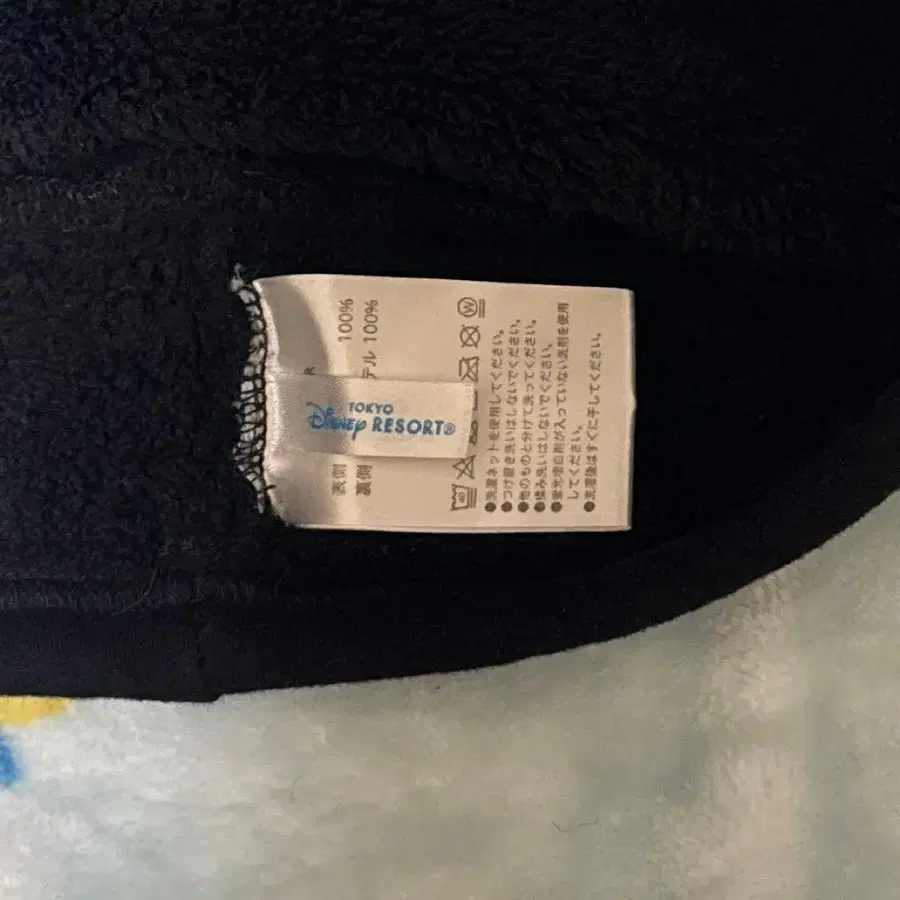 TOKYO
Disney RESORT®
R
表側 100%
裏側 テル 100%
40
W
●洗濯ネットを使用してください。
●つけ置き洗いはしないでください。
●他のものと分けて洗ってください。
●揉み洗いはしないでください。
●蛍光増白剤が入っていない洗剤を使用
してください。
●洗濯後はすぐに干してください。